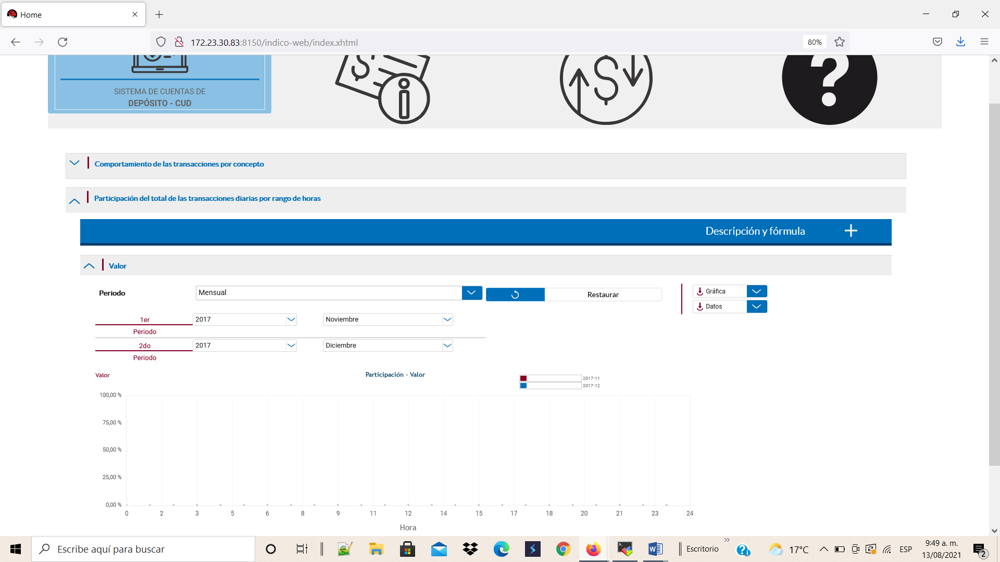 Home
172.23.30.83:8150/indico-web/index.xhtml
80%
SISTEMA DE CUENTAS DE
DEPÓSITO - CUD
Comportamiento de las transacciones por concepto
Participación del total de las transacciones diarias por rango de horas
Descripción y fórmula
Valor
Periodo
Mensual
Restaurar
Gráfica
Datos
1er
Periodo
2017
Noviembre
2do
Periodo
2017
Diciembre
Valor
Participación - Valor
2017-11
2017-12
100,00 %
75,00 %
50,00 %
25,00 %
0,00 %
0 2 3 5 6 8 9 11 12 14 15 17 18 20 21 23 24
Hora
Escribe aquí para buscar
Escritorio
17°C
ESP
9:49 a. m.
13/08/2021
2